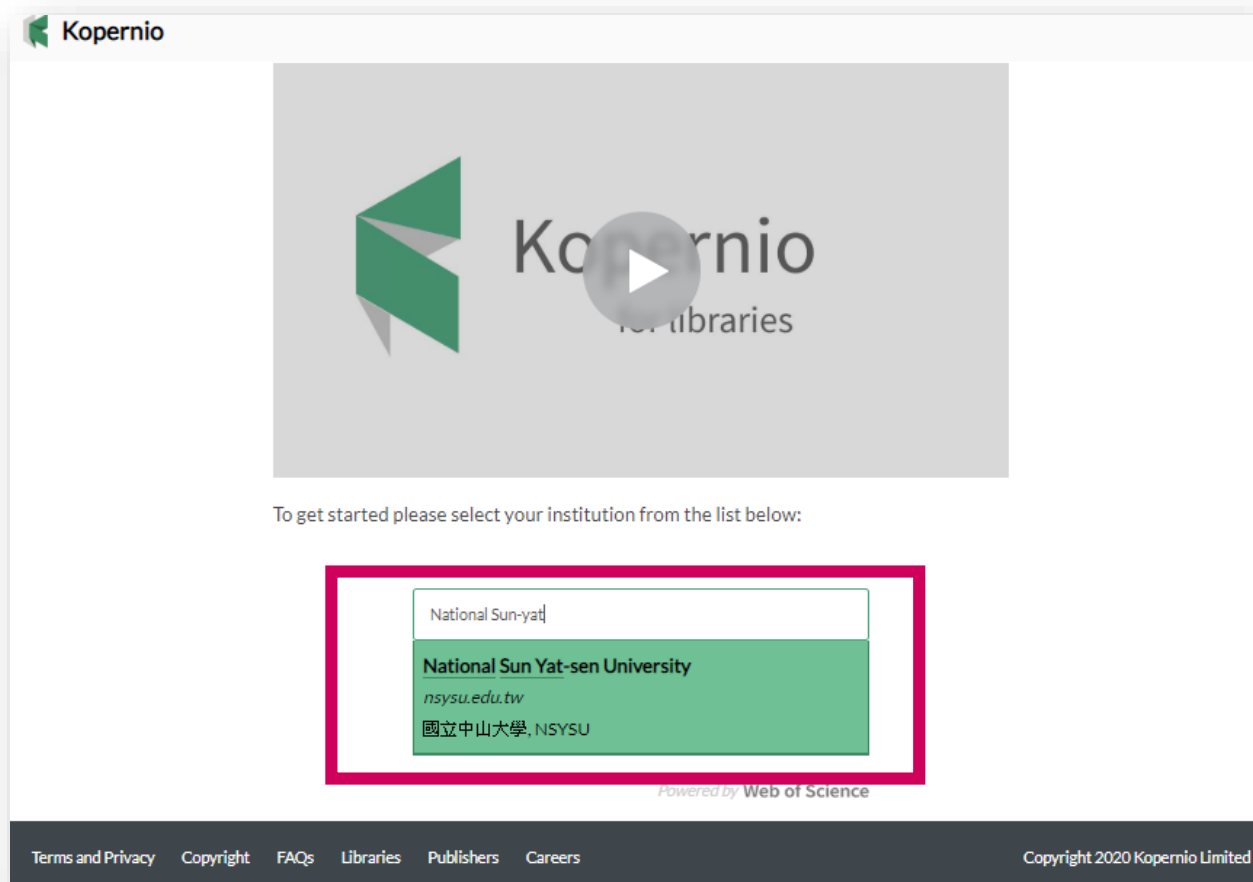 Kopernio
Kopernio
for libraries
To get started please select your institution from the list below:
National Sun-yat
National Sun Yat-sen University
nsysu.edu.tw
國立中山大學, NSYSU
Powered by Web of Science
Terms and Privacy Copyright FAQs Libraries Publishers Careers Copyright 2020 Kopernio Limited